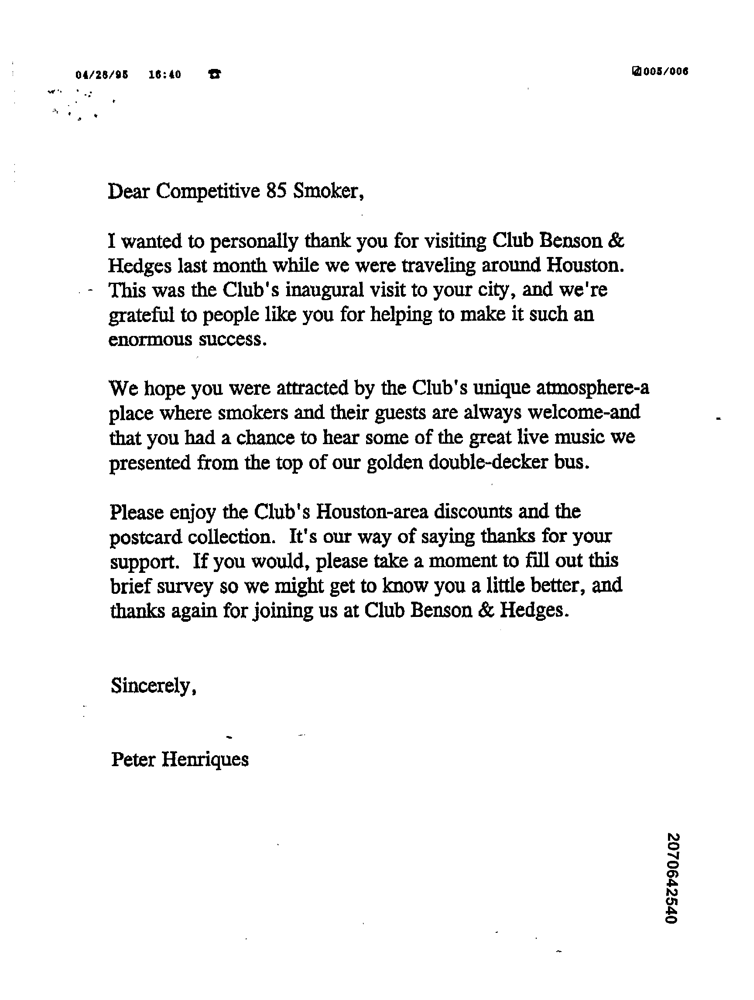 04/28/95 16:40 ☎ 005/006
Dear Competitive 85 Smoker,
I wanted to personally thank you for visiting Club Benson &
Hedges last month while we were traveling around Houston.
This was the Club's inaugural visit to your city, and we're
grateful to people like you for helping to make it such an
enormous success.
We hope you were attracted by the Club's unique atmosphere-a
place where smokers and their guests are always welcome-and
that you had a chance to hear some of the great live music we
presented from the top of our golden double-decker bus.
Please enjoy the Club's Houston-area discounts and the
postcard collection. It's our way of saying thanks for your
support. If you would, please take a moment to fill out this
brief survey so we might get to know you a little better, and
thanks again for joining us at Club Benson & Hedges.
Sincerely,
Peter Henriques
2070642540